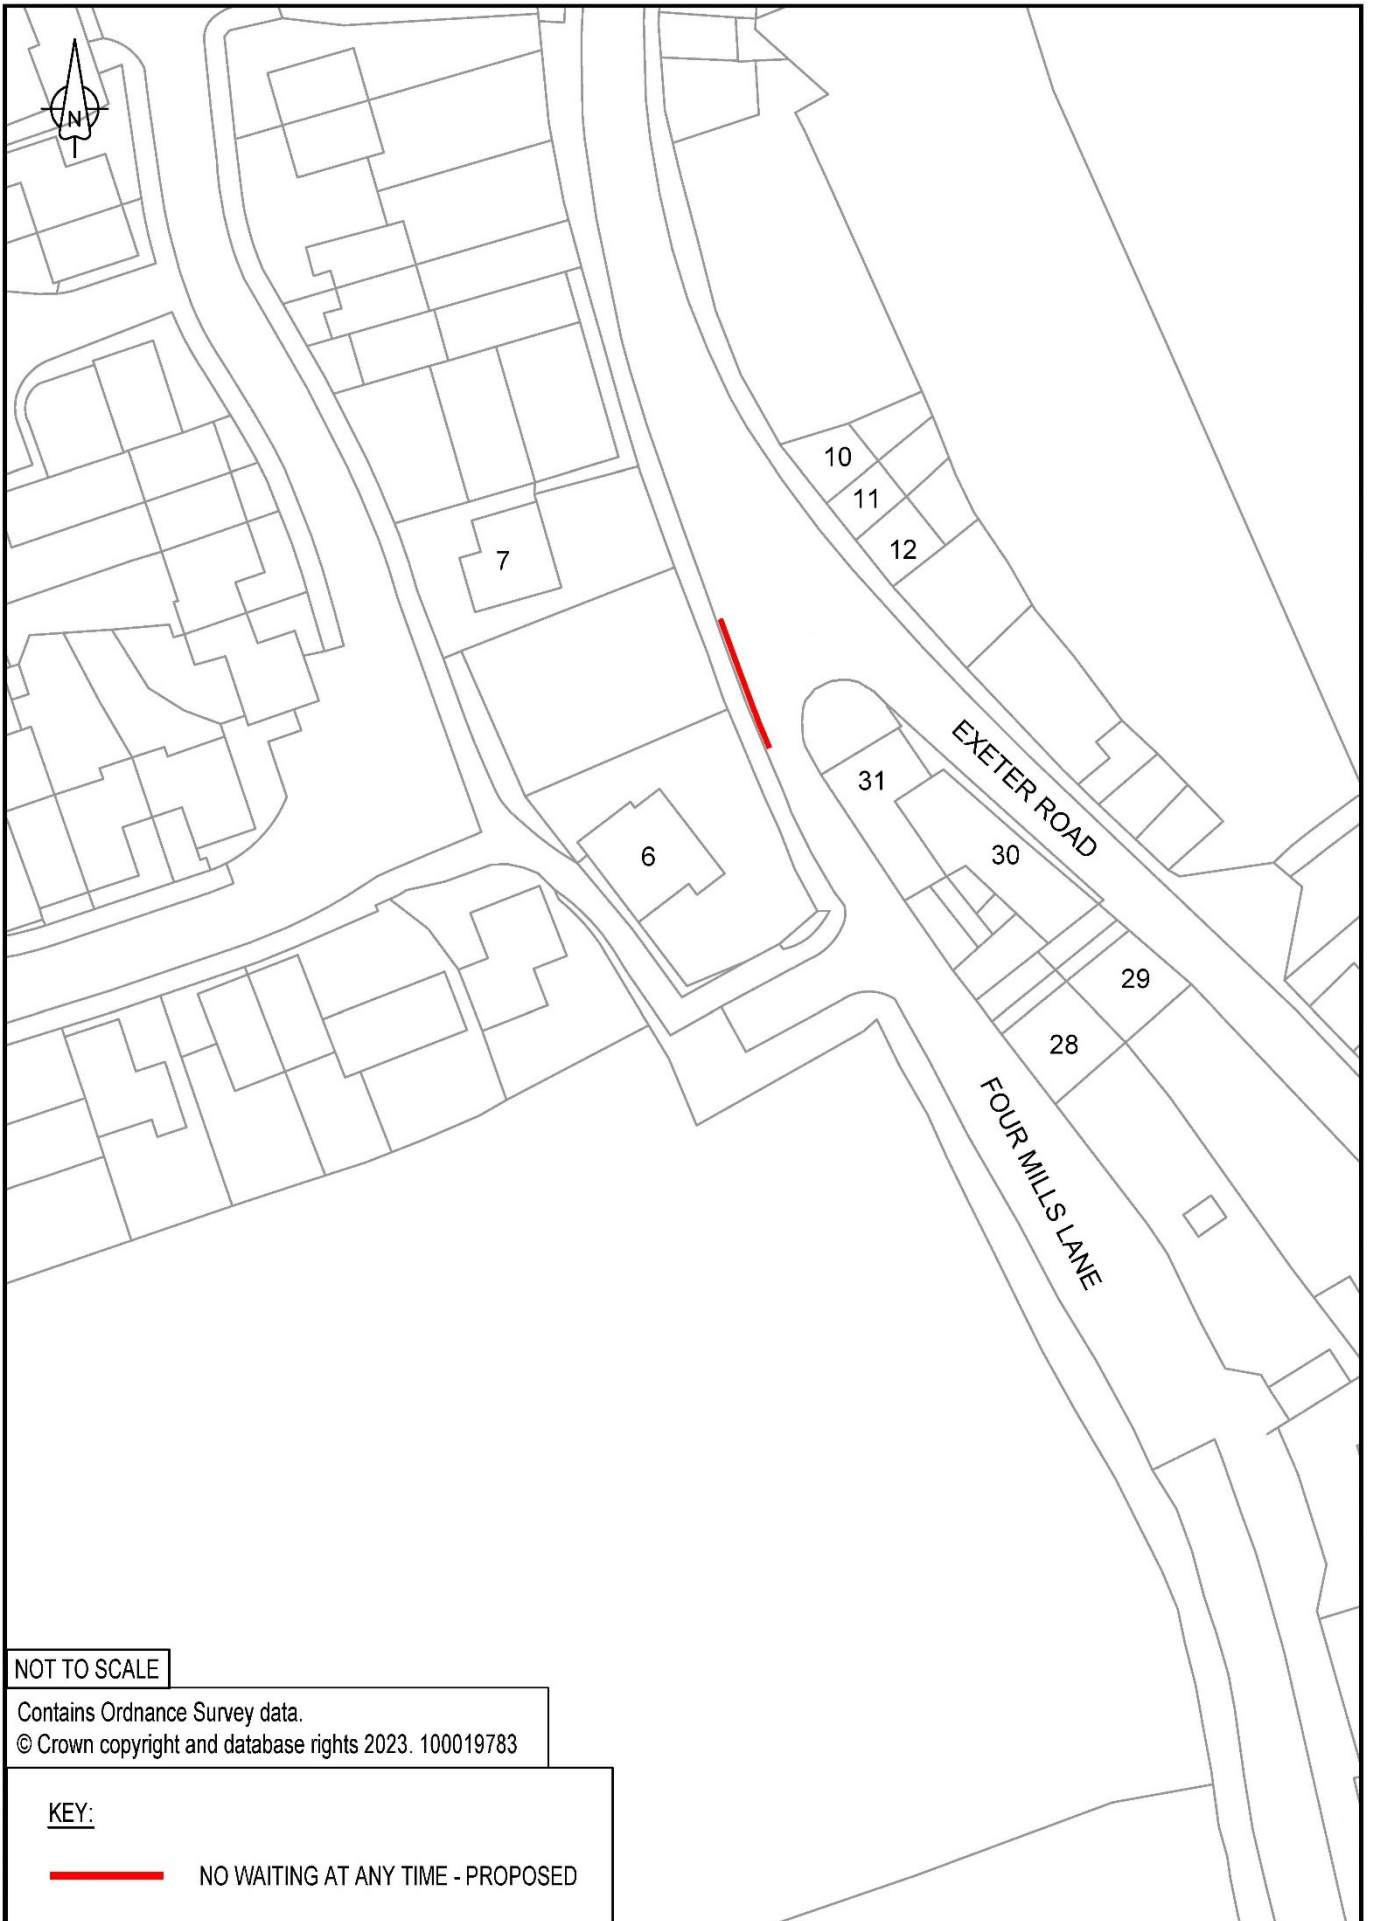 N
10
11
12
7
31
EXETER ROAD
30
6
29
28
FOUR MILLS LANE
NOT TO SCALE
Contains Ordnance Survey data.
© Crown copyright and database rights 2023. 100019783
KEY:
NO WAITING AT ANY TIME - PROPOSED